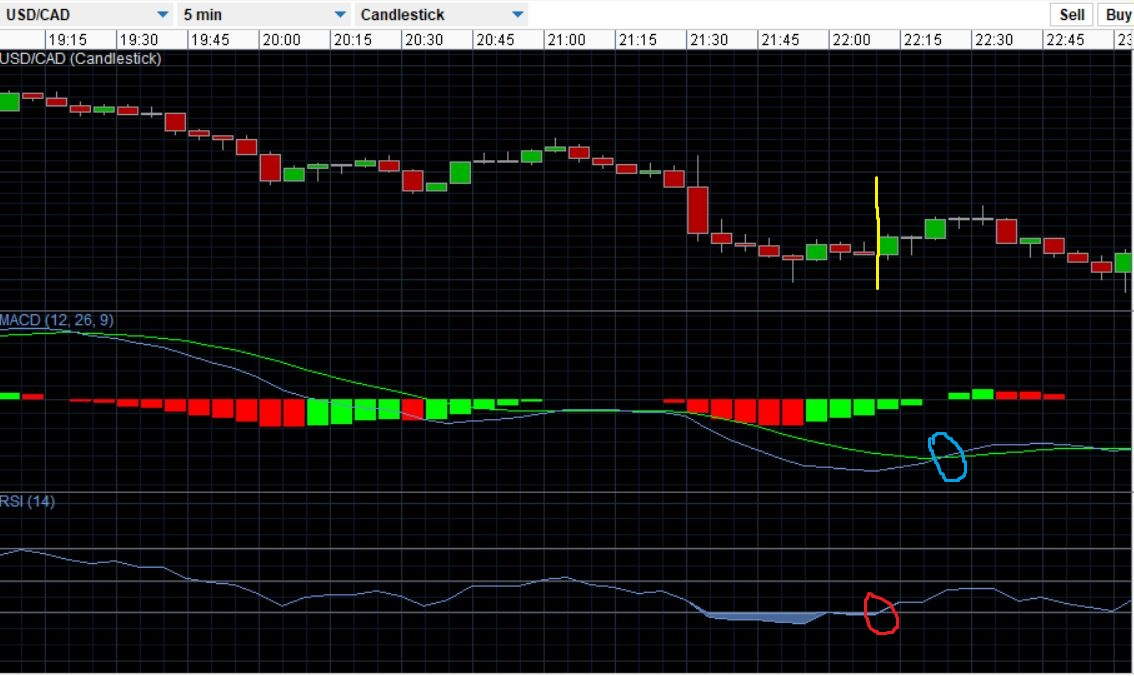 USD/CAD 5 min Candlestick Sell Buy
19:15 19:30 19:45 20:00 20:15 20:30 20:45 21:00 21:15 21:30 21:45 22:00 22:15 22:30 22:45
USD/CAD (Candlestick)
MACD (12, 26, 9)
RSI (14)